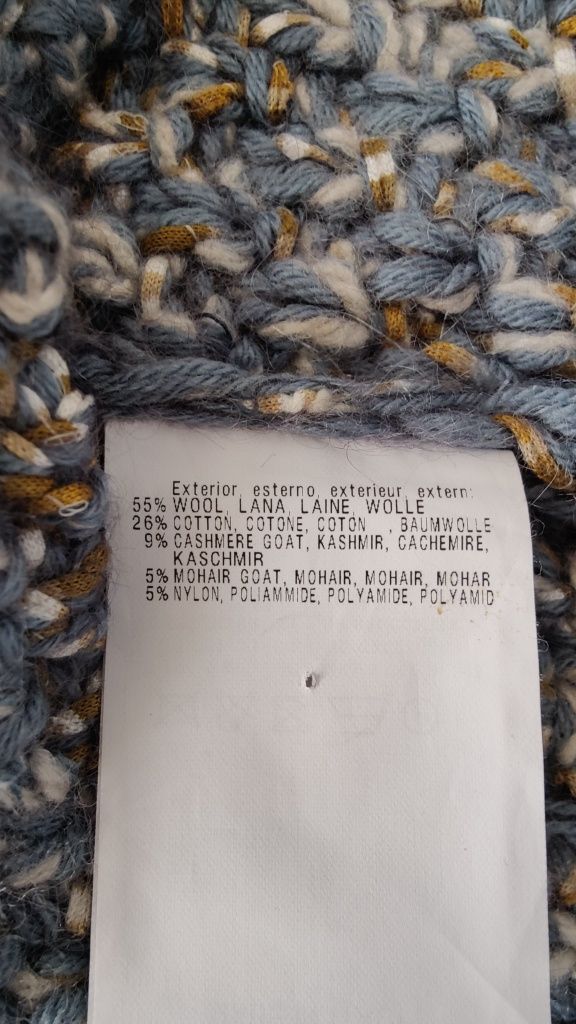 Exterior, esterno, exterieur, extern:
55% WOOL, LANA, LAINE, WOLLE
26% COTTON, COTONE, COTON , BAUMWOLLE
9% CASHMERE GOAT, KASHMIR, CACHEMIRE,
KASCHMIR
5% MOHAIR GOAT, MOHAIR, MOHAIR, MOHAR
5% NYLON, POLIAMMIDE, POLYAMIDE, POLYAMID